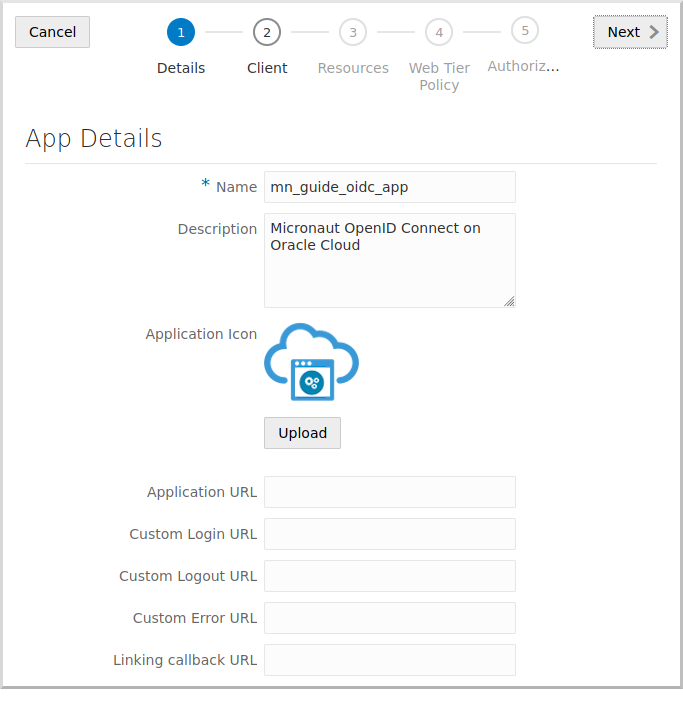 Cancel
1
2
3
4
5
Next
Details
Client
Resources
Web Tier
Policy
Authoriz...
App Details
* Name
mn_guide_oidc_app
Description
Micronaut OpenID Connect on
Oracle Cloud
Application Icon
Upload
Application URL
Custom Login URL
Custom Logout URL
Custom Error URL
Linking callback URL